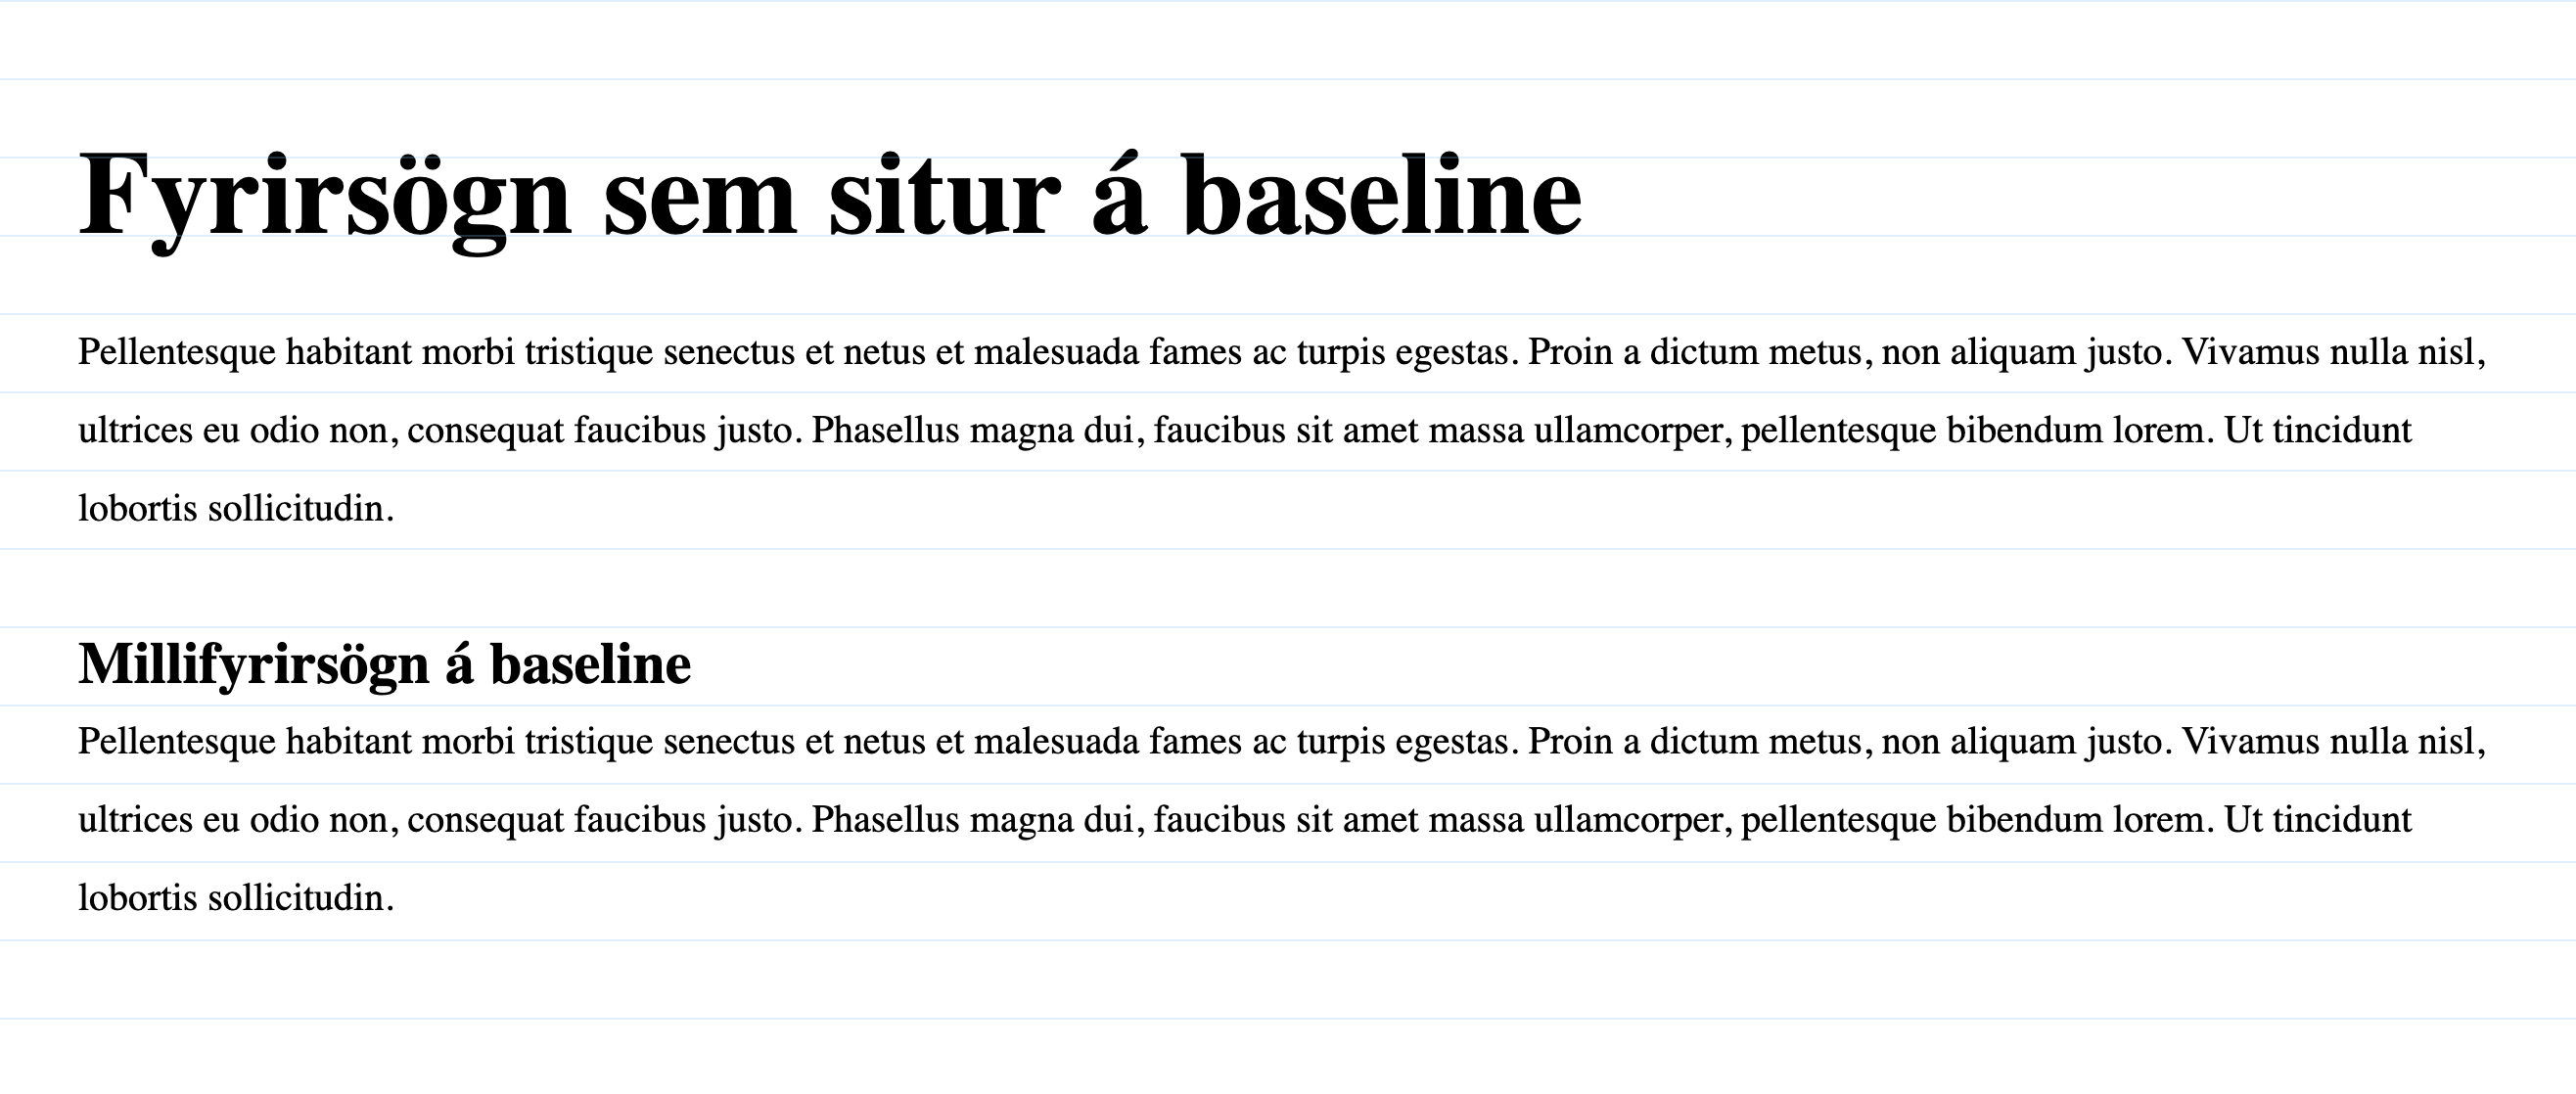 Fyrirsögn sem situr á baseline
Pellentesque habitant morbi tristique senectus et netus et malesuada fames ac turpis egestas. Proin a dictum metus, non aliquam justo. Vivamus nulla nisl,
ultrices eu odio non, consequat faucibus justo. Phasellus magna dui, faucibus sit amet massa ullamcorper, pellentesque bibendum lorem. Ut tincidunt
lobortis sollicitudin.
Millifyrirsögn á baseline
Pellentesque habitant morbi tristique senectus et netus et malesuada fames ac turpis egestas. Proin a dictum metus, non aliquam justo. Vivamus nulla nisl,
ultrices eu odio non, consequat faucibus justo. Phasellus magna dui, faucibus sit amet massa ullamcorper, pellentesque bibendum lorem. Ut tincidunt
lobortis sollicitudin.